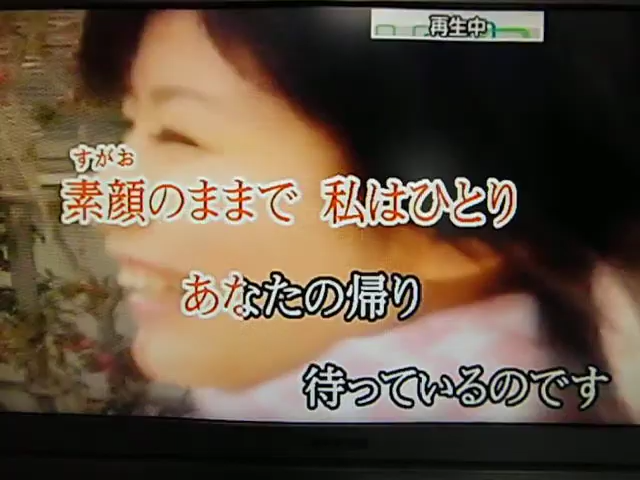 再生中
すがお
素顔のままで 私はひとり
あなたの帰り
待っているのです